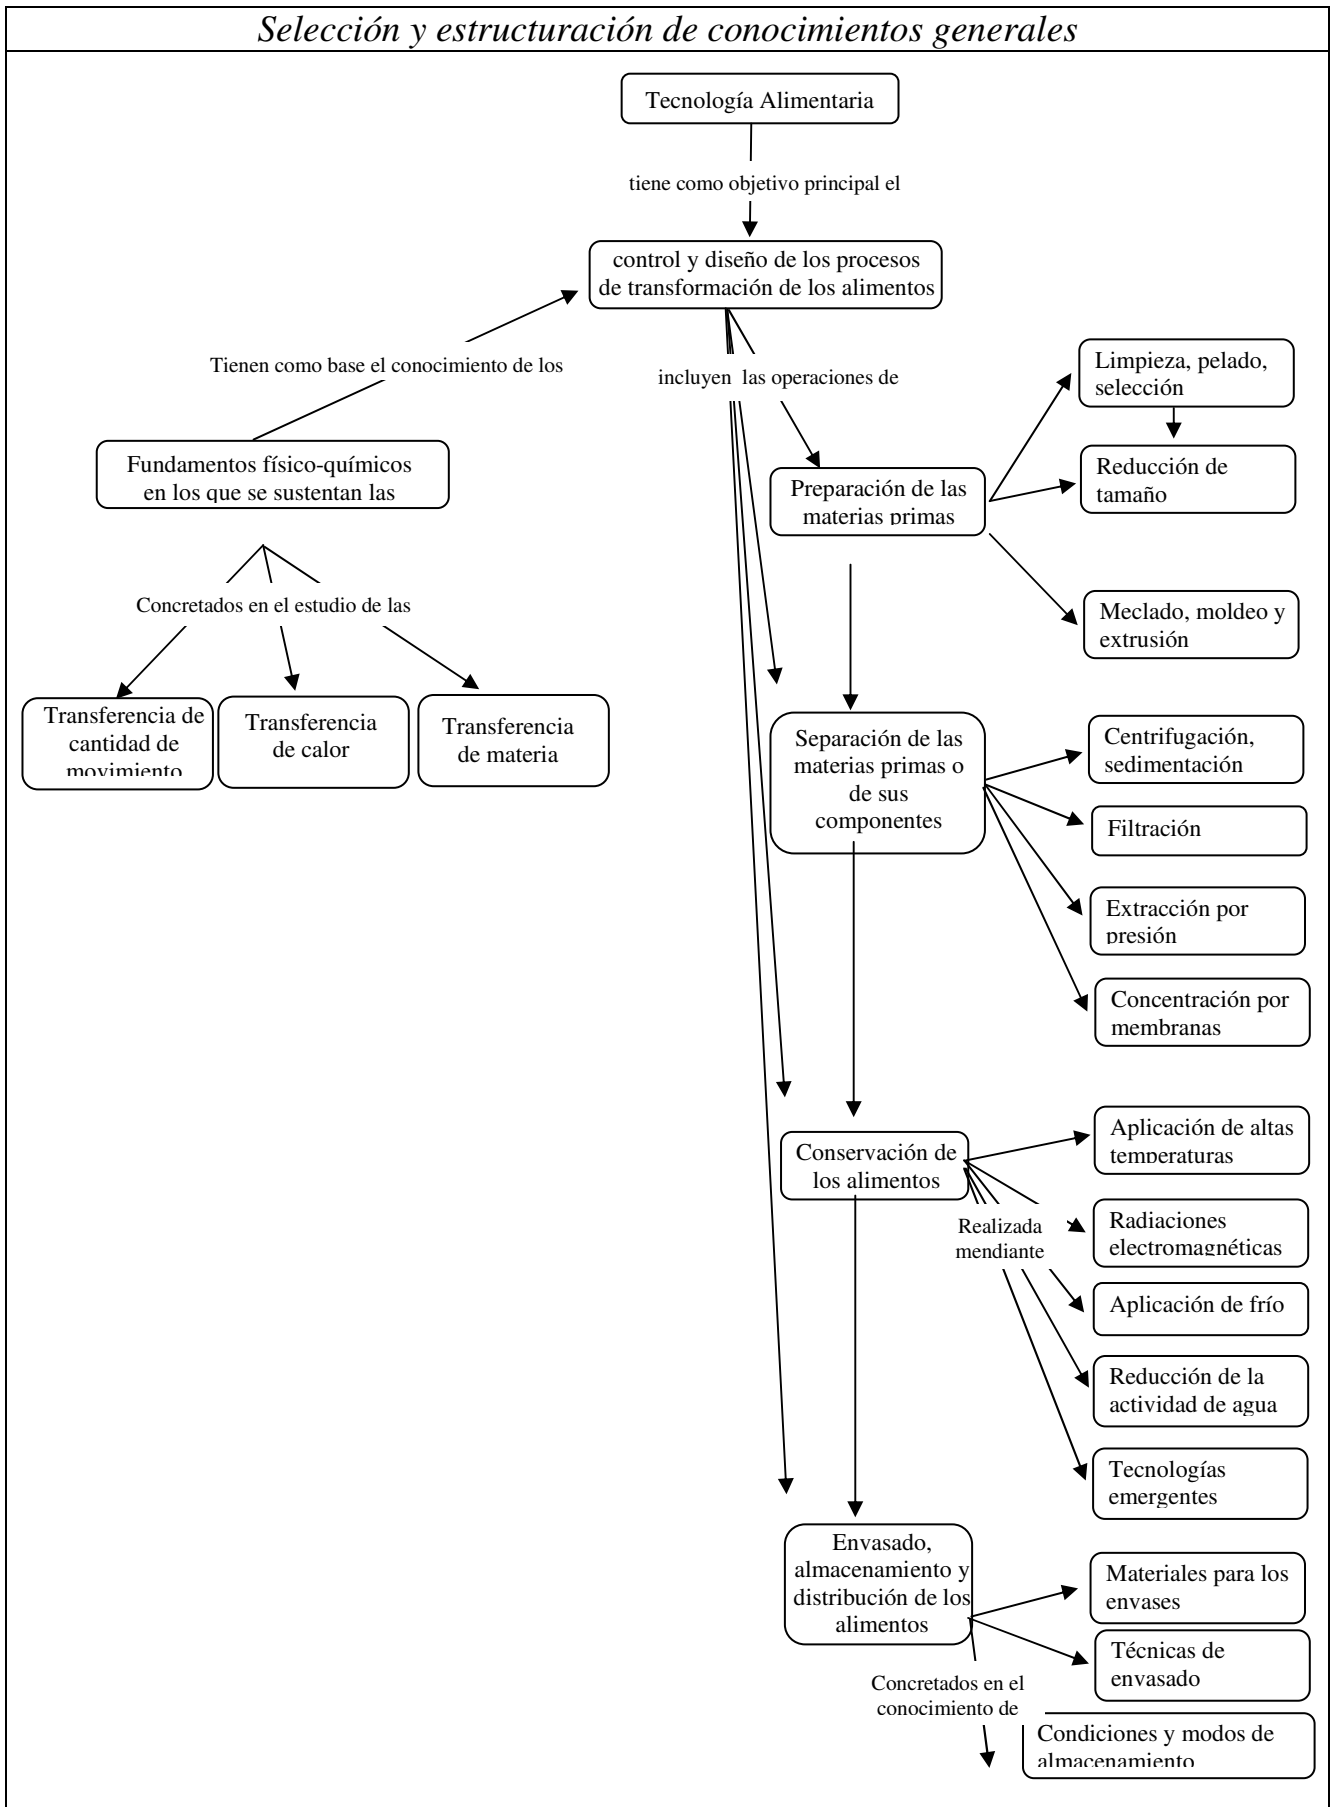 Selección y estructuración de conocimientos generales
Tecnología Alimentaria
tiene como objetivo principal el
control y diseño de los procesos
de transformación de los alimentos
Tienen como base el conocimiento de los
incluyen las operaciones de
Fundamentos físico-químicos
en los que se sustentan las
Concretados en el estudio de las
Transferencia de
cantidad de
movimiento
Transferencia
de calor
Transferencia
de materia
Preparación de las
materias primas
Limpieza, pelado,
selección
Reducción de
tamaño
Meclado, moldeo y
extrusión
Separación de las
materias primas o
de sus
componentes
Centrifugación,
sedimentación
Filtración
Extracción por
presión
Concentración por
membranas
Conservación de
los alimentos
Realizada
mendiante
Aplicación de altas
temperaturas
Radiaciones
electromagnéticas
Aplicación de frío
Reducción de la
actividad de agua
Tecnologías
emergentes
Envasado,
almacenamiento y
distribución de los
alimentos
Concretados en el
conocimiento de
Materiales para los
envases
Técnicas de
envasado
Condiciones y modos de
almacenamiento